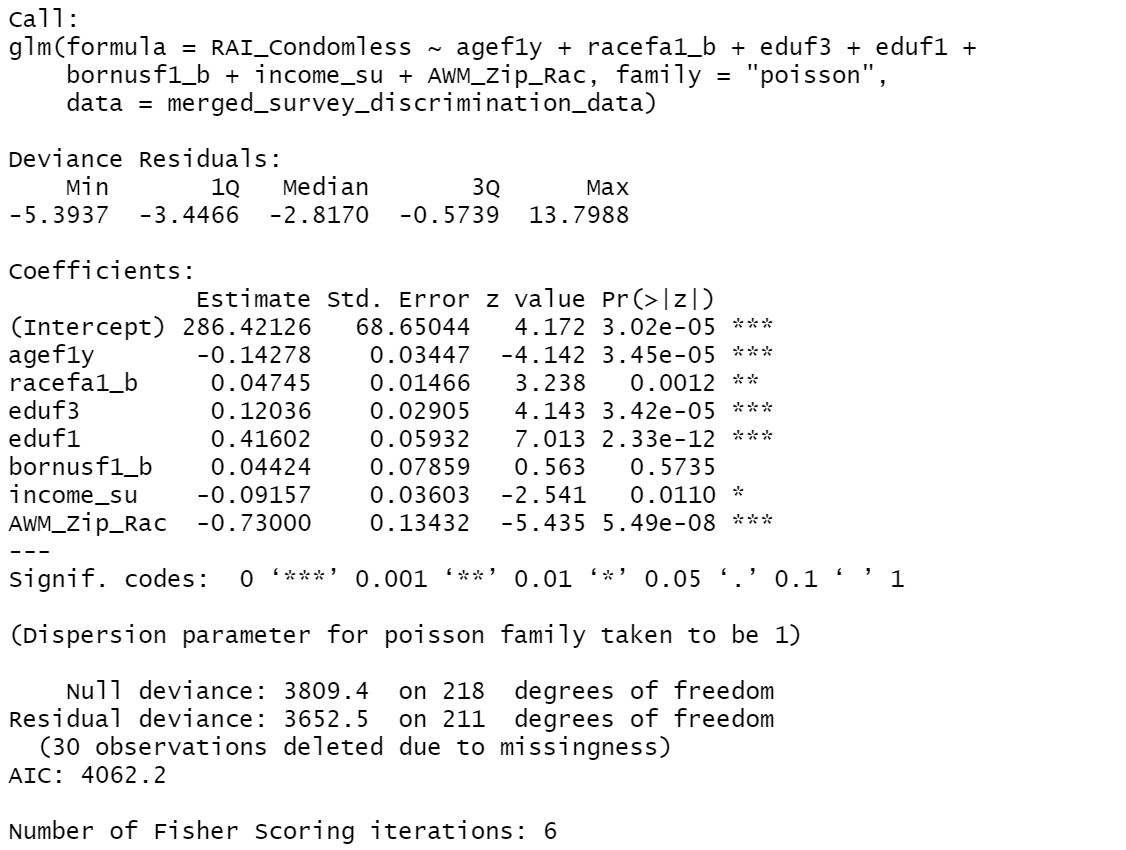 Call:
glm(formula = RAI_Condomless ~ agef1y + racefa1_b + eduf3 + eduf1 +
    bornusf1_b + income_su + AWM_Zip_Rac, family = "poisson",
    data = merged_survey_discrimination_data)

Deviance Residuals:
    Min       1Q   Median       3Q      Max
-5.3937  -3.4466  -2.8170  -0.5739  13.7988

Coefficients:
             Estimate Std. Error z value Pr(>|z|)
(Intercept) 286.42126   68.65044   4.172 3.02e-05 ***
agef1y       -0.14278    0.03447  -4.142 3.45e-05 ***
racefa1_b     0.04745    0.01466   3.238   0.0012 **
eduf3         0.12036    0.02905   4.143 3.42e-05 ***
eduf1         0.41602    0.05932   7.013 2.33e-12 ***
bornusf1_b    0.04424    0.07859   0.563   0.5735
income_su    -0.09157    0.03603  -2.541   0.0110 *
AWM_Zip_Rac  -0.73000    0.13432  -5.435 5.49e-08 ***
---
Signif. codes:  0 ‘***’ 0.001 ‘**’ 0.01 ‘*’ 0.05 ‘.’ 0.1 ‘ ’ 1

(Dispersion parameter for poisson family taken to be 1)

    Null deviance: 3809.4  on 218  degrees of freedom
Residual deviance: 3652.5  on 211  degrees of freedom
  (30 observations deleted due to missingness)
AIC: 4062.2

Number of Fisher Scoring iterations: 6